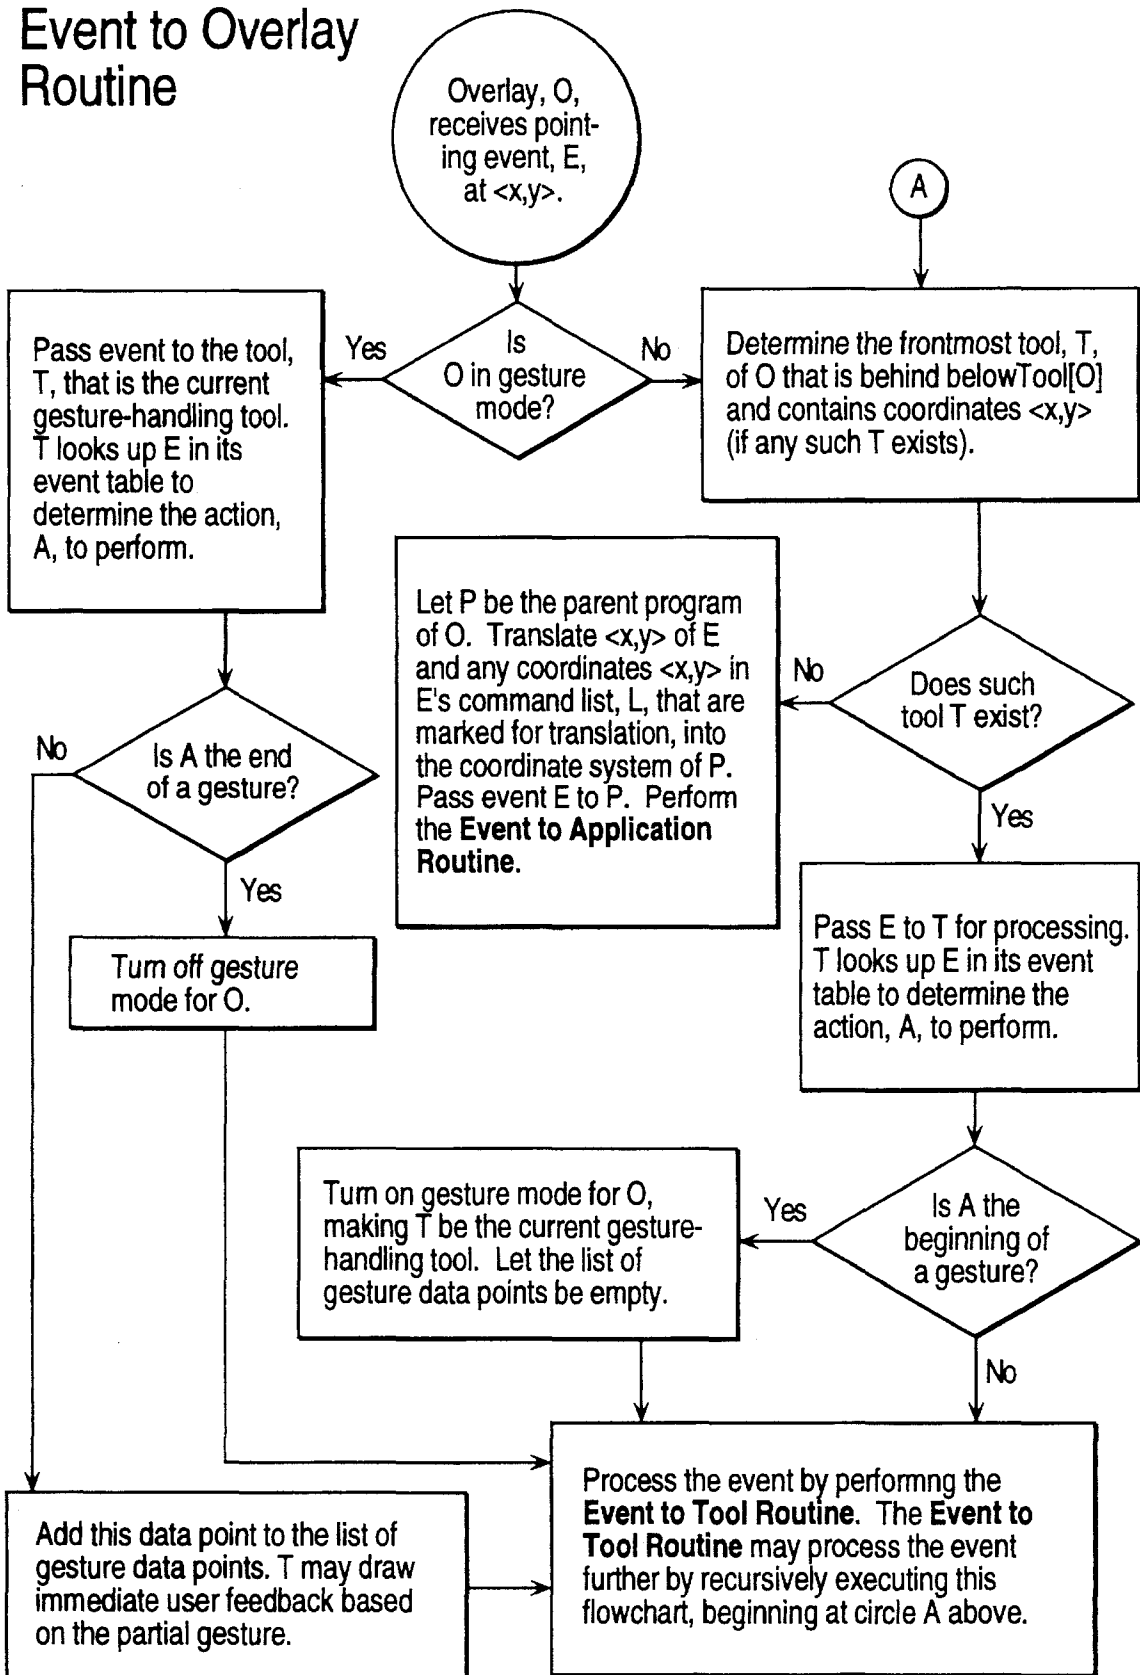 Event to Overlay
Routine
Overlay, O,
receives point-
ing event, E,
at <x,y>.
A
Is
O in gesture
mode?
Yes
No
Pass event to the tool,
T, that is the current
gesture-handling tool.
T looks up E in its
event table to
determine the action,
A, to perform.
Determine the frontmost tool, T,
of O that is behind belowTool[O]
and contains coordinates <x,y>
(if any such T exists).
Let P be the parent program
of O. Translate <x,y> of E
and any coordinates <x,y> in
E's command list, L, that are
marked for translation, into
the coordinate system of P.
Pass event E to P. Perform
the Event to Application
Routine.
No
Does such
tool T exist?
Yes
No
Is A the end
of a gesture?
Yes
Turn off gesture
mode for O.
Pass E to T for processing.
T looks up E in its event
table to determine the
action, A, to perform.
Turn on gesture mode for O,
making T be the current gesture-
handling tool. Let the list of
gesture data points be empty.
Yes
Is A the
beginning of
a gesture?
No
Add this data point to the list of
gesture data points. T may draw
immediate user feedback based
on the partial gesture.
Process the event by performng the
Event to Tool Routine. The Event to
Tool Routine may process the event
further by recursively executing this
flowchart, beginning at circle A above.